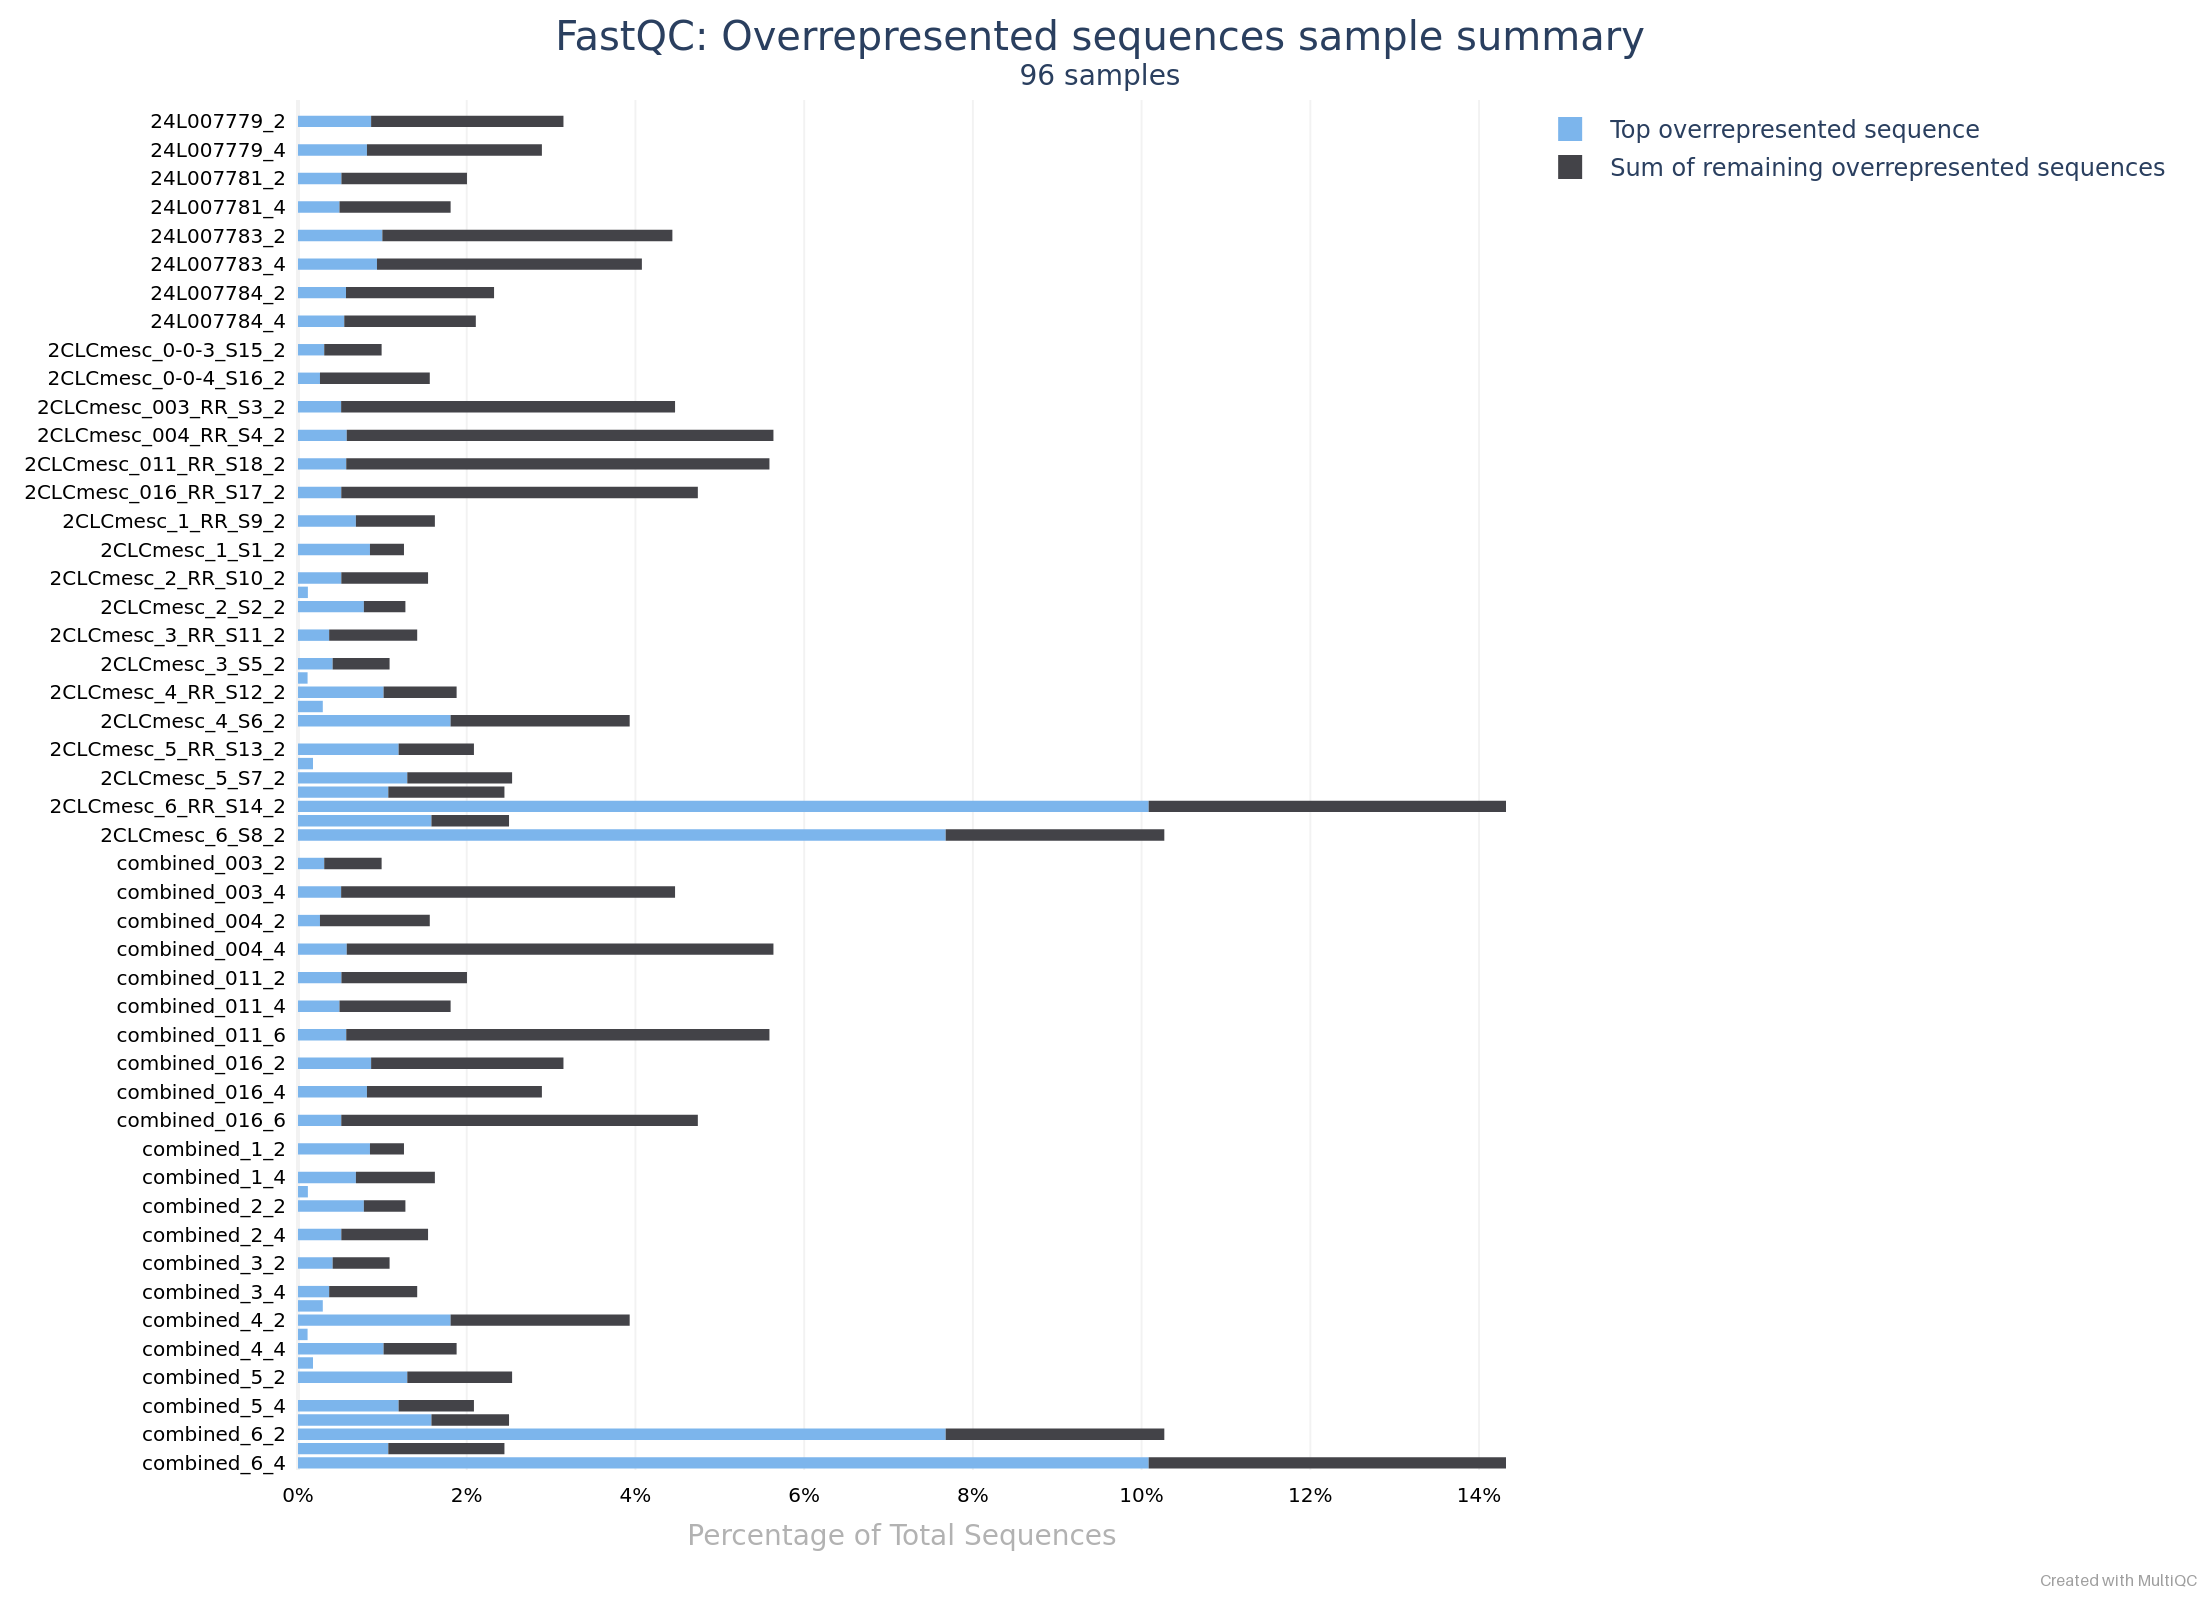 FastQC: Overrepresented sequences sample summary
96 samples
Top overrepresented sequence
Sum of remaining overrepresented sequences
24L007779_2
24L007779_4
24L007781_2
24L007781_4
24L007783_2
24L007783_4
24L007784_2
24L007784_4
2CLCmesc_0-0-3_S15_2
2CLCmesc_0-0-4_S16_2
2CLCmesc_003_RR_S3_2
2CLCmesc_004_RR_S4_2
2CLCmesc_011_RR_S18_2
2CLCmesc_016_RR_S17_2
2CLCmesc_1_RR_S9_2
2CLCmesc_1_S1_2
2CLCmesc_2_RR_S10_2
2CLCmesc_2_S2_2
2CLCmesc_3_RR_S11_2
2CLCmesc_3_S5_2
2CLCmesc_4_RR_S12_2
2CLCmesc_4_S6_2
2CLCmesc_5_RR_S13_2
2CLCmesc_5_S7_2
2CLCmesc_6_RR_S14_2
2CLCmesc_6_S8_2
combined_003_2
combined_003_4
combined_004_2
combined_004_4
combined_011_2
combined_011_4
combined_011_6
combined_016_2
combined_016_4
combined_016_6
combined_1_2
combined_1_4
combined_2_2
combined_2_4
combined_3_2
combined_3_4
combined_4_2
combined_4_4
combined_5_2
combined_5_4
combined_6_2
combined_6_4
0% 2% 4% 6% 8% 10% 12% 14%
Percentage of Total Sequences
Created with MultiQC